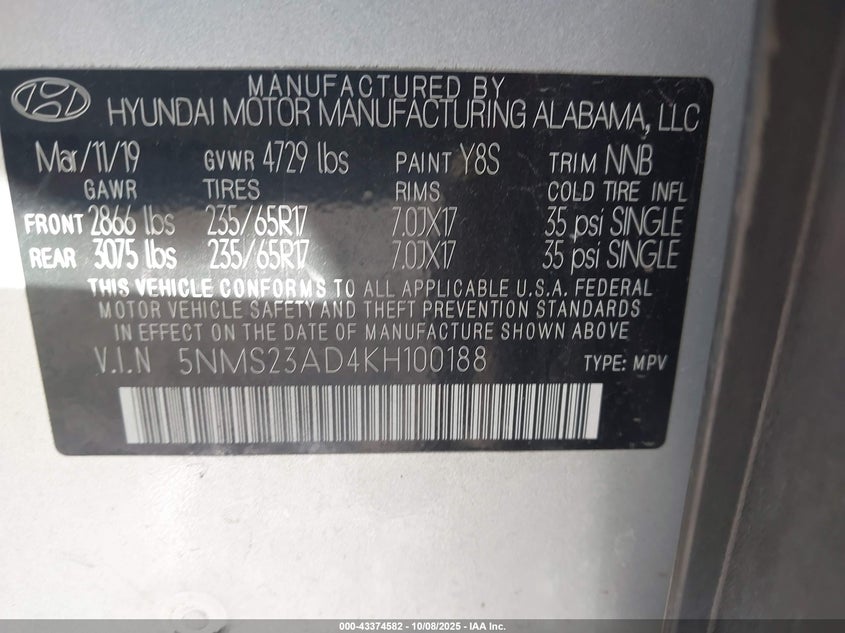 MANUFACTURED BY
HYUNDAI MOTOR MANUFACTURING ALABAMA, LLC
Mar/11/19 GVWR 4729 lbs PAINT Y8S TRIM NNB
GAWR TIRES RIMS COLD TIRE INFL
FRONT 2866 lbs 235/65R17 7.0JX17 35 psi SINGLE
REAR 3075 lbs 235/65R17 7.0JX17 35 psi SINGLE
THIS VEHICLE CONFORMS TO ALL APPLICABLE U.S.A. FEDERAL
MOTOR VEHICLE SAFETY AND THEFT PREVENTION STANDARDS
IN EFFECT ON THE DATE OF MANUFACTURE SHOWN ABOVE
V.I.N 5NMS23AD4KH100188 TYPE: MPV
000-43374582 - 10/08/2025 - IAA Inc.